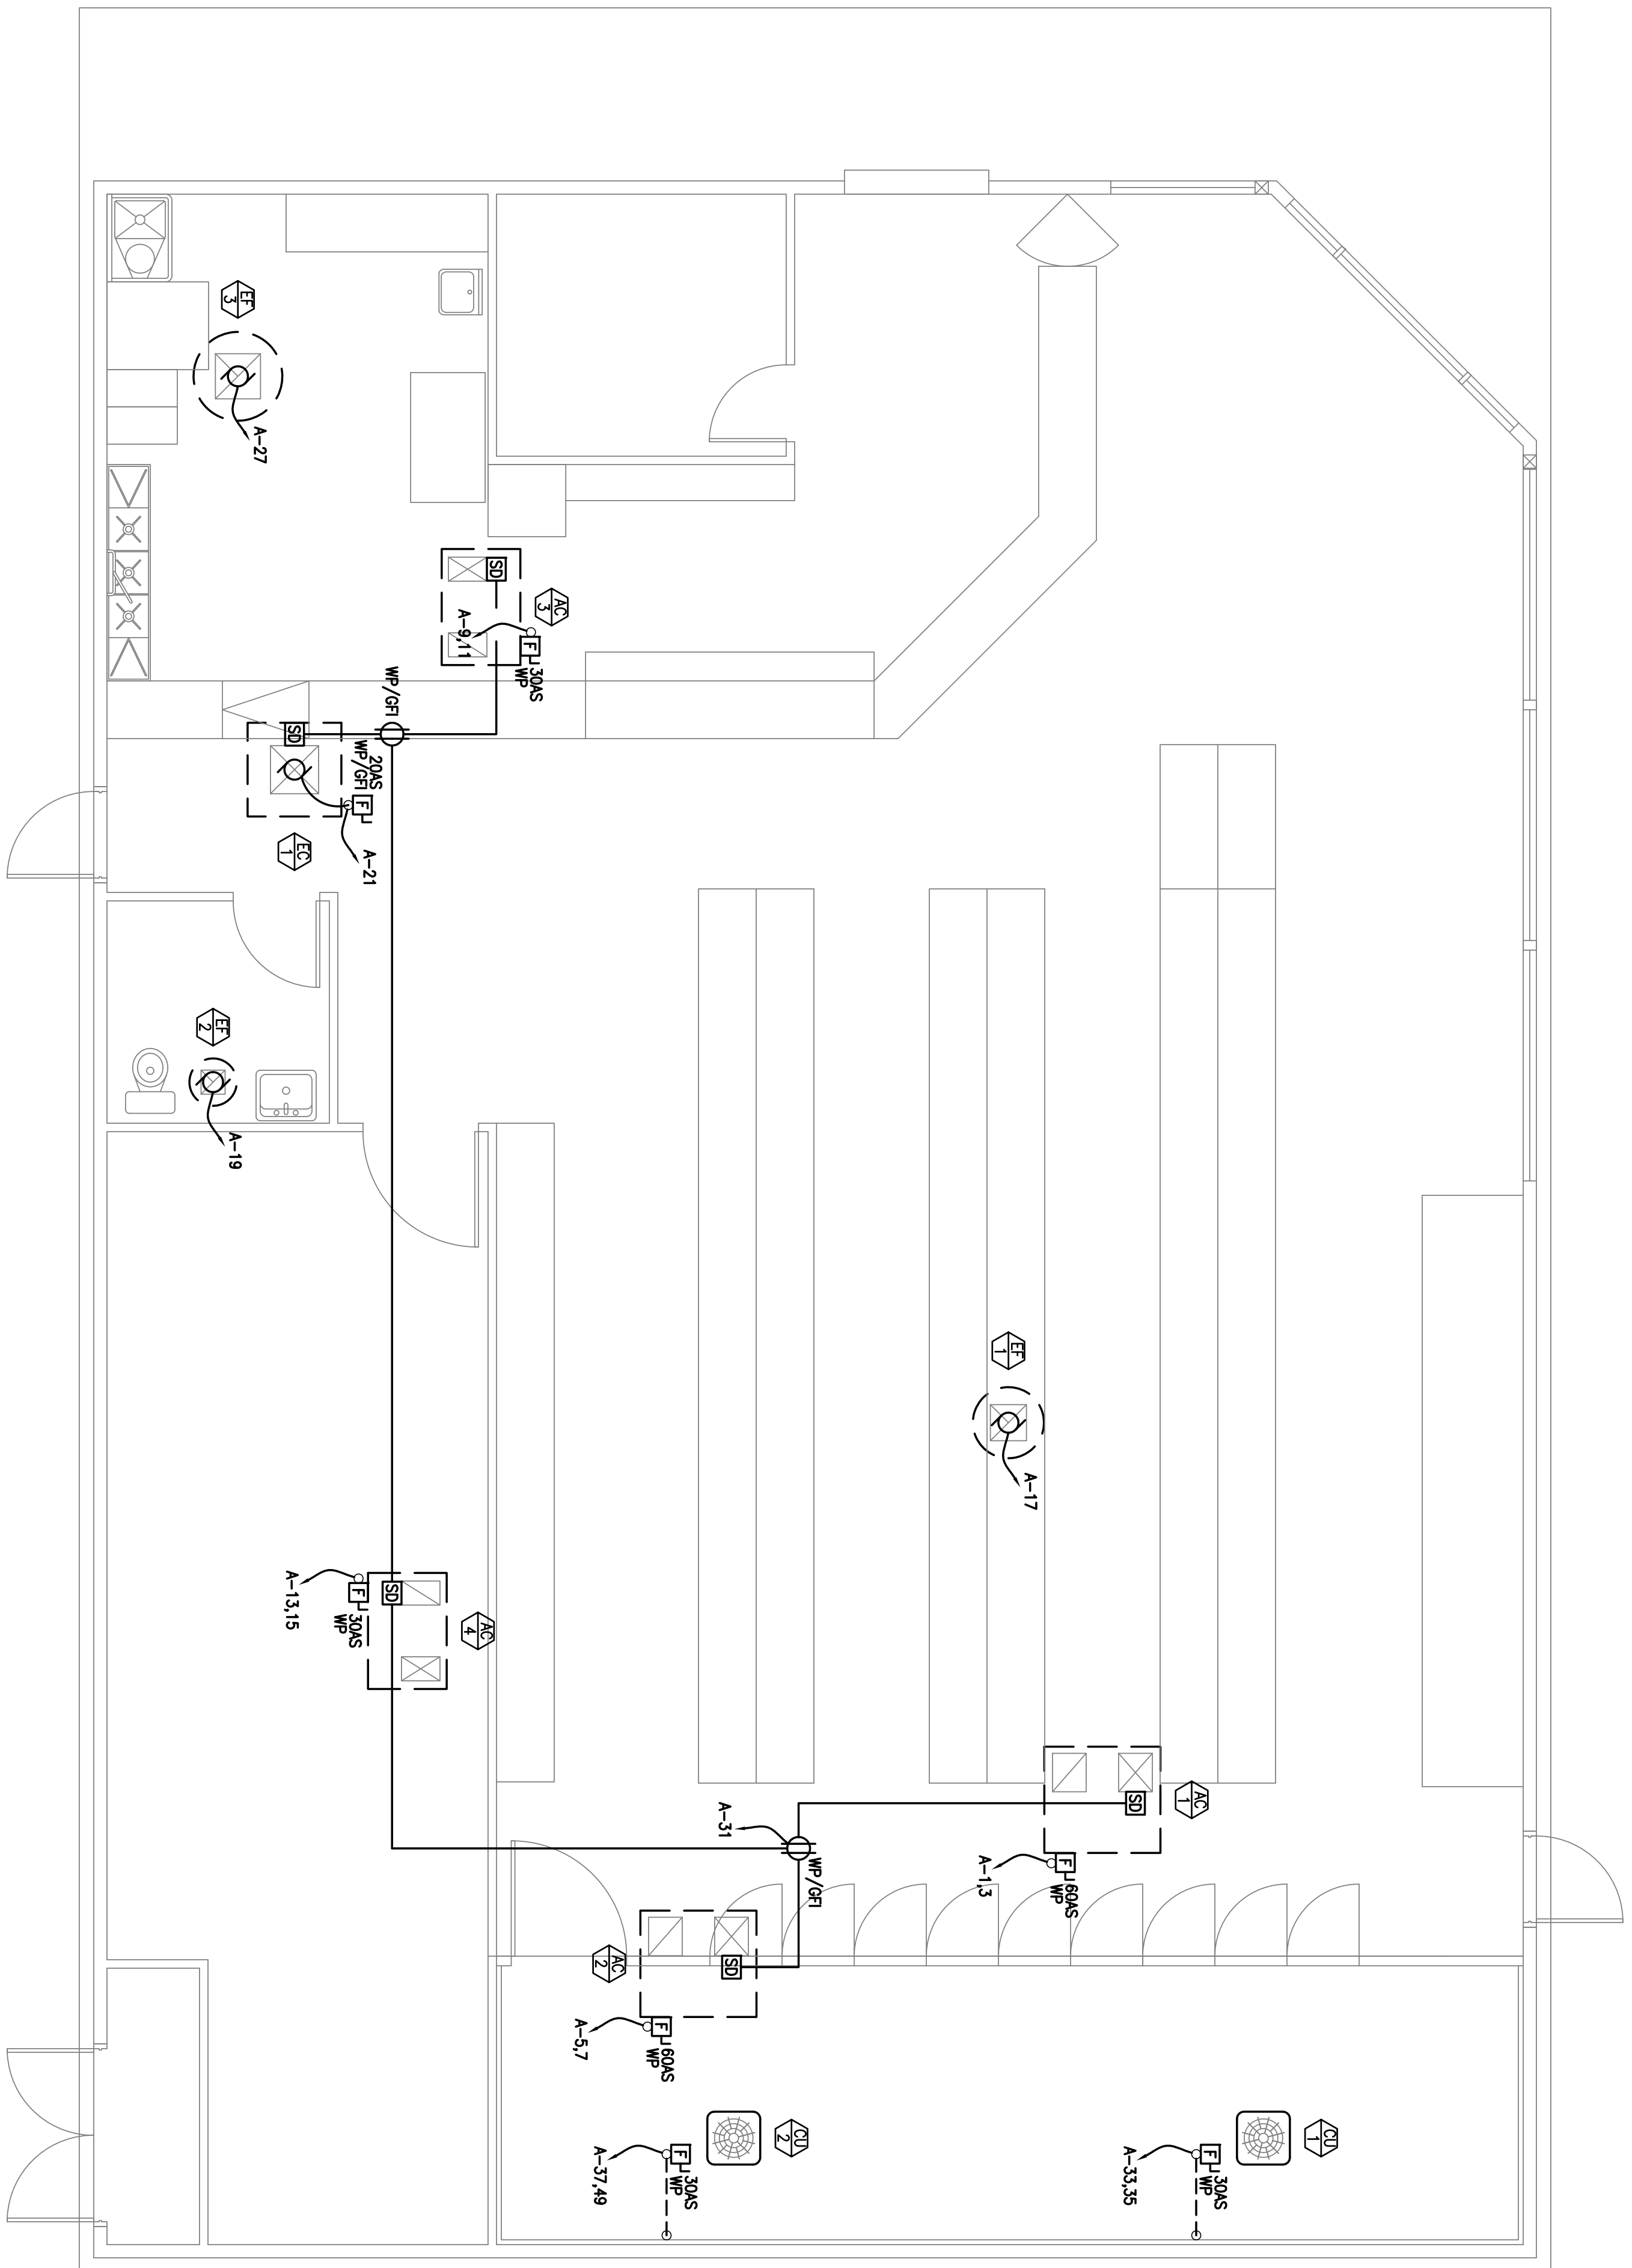 EF
3
A-27
SD
AC
3
A-9,11
F
30AS
WP
WP/GFI
SD
20AS
WP/GFI
F
A-21
EC
1
EF
2
A-19
EF
1
A-17
A-13,15
F
30AS
WP
SD
AC
4
AC
1
SD
A-31
WP/GFI
A-1,3
F
60AS
WP
AC
2
SD
A-5,7
F
60AS
WP
CU
2
A-37,49
F
30AS
WP
CU
1
A-33,35
F
30AS
WP